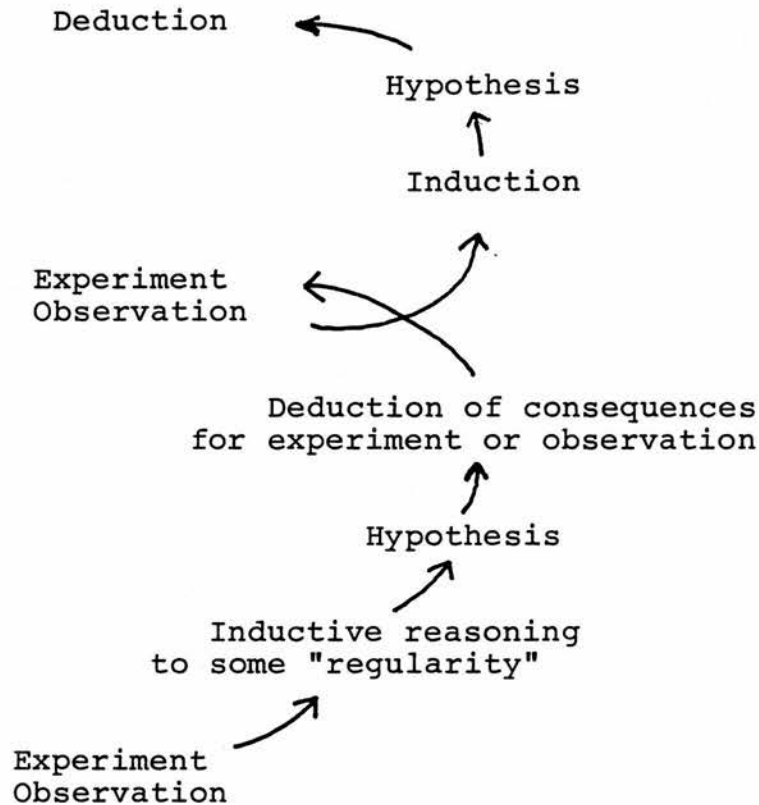 Deduction
Hypothesis
Induction
Experiment
Observation
Deduction of consequences
for experiment or observation
Hypothesis
Inductive reasoning
to some "regularity"
Experiment
Observation